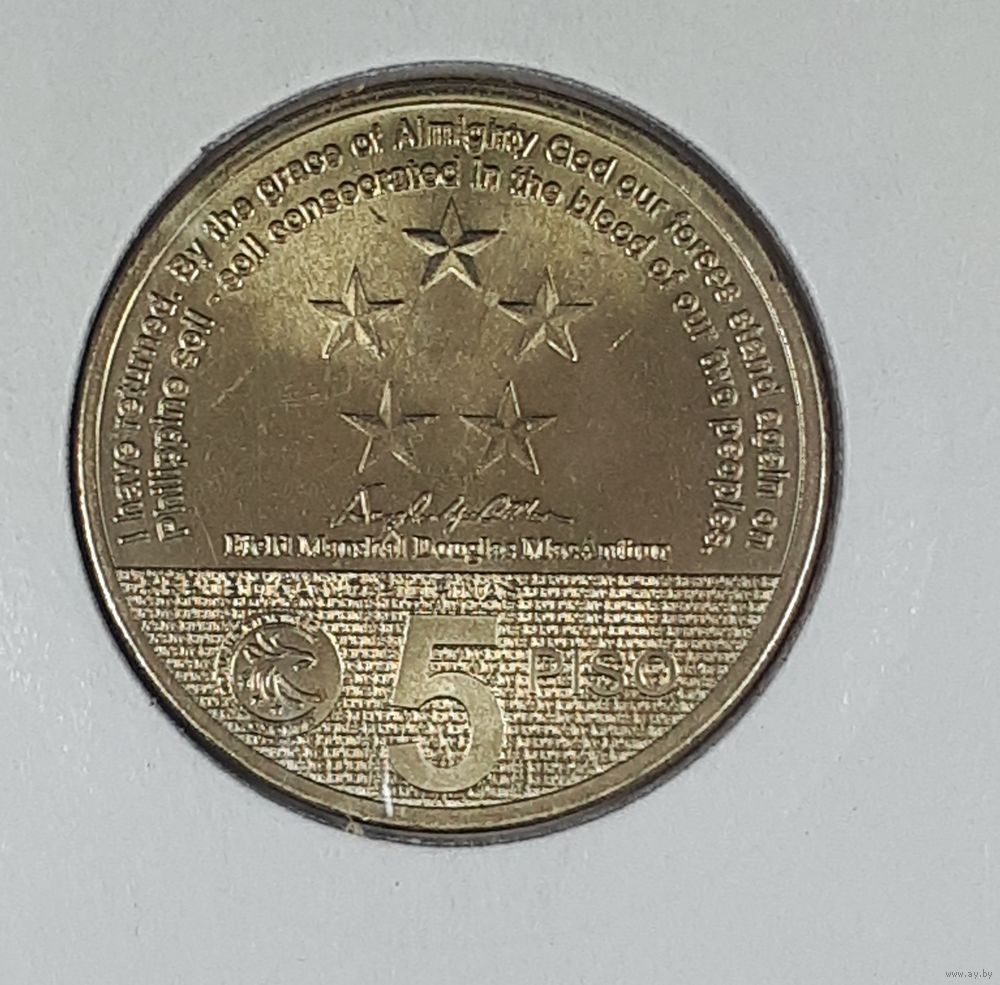 I have returned. By the grace of Almighty God our forces stand again on
Philippine soil - soil consecrated in the blood of our two peoples.
Field Marshal Douglas MacArthur
5 PISO
www.ay.by